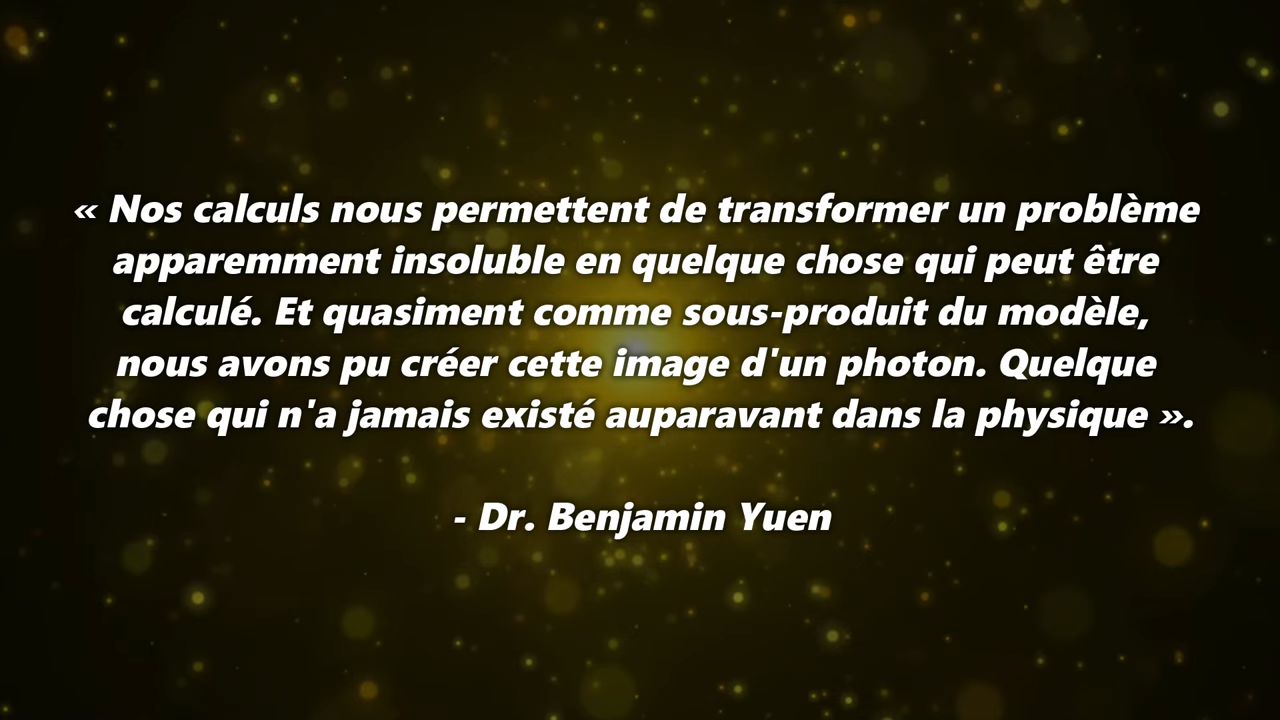 « Nos calculs nous permettent de transformer un problème
apparemment insoluble en quelque chose qui peut être
calculé. Et quasiment comme sous-produit du modèle,
nous avons pu créer cette image d'un photon. Quelque
chose qui n'a jamais existé auparavant dans la physique ».
- Dr. Benjamin Yuen